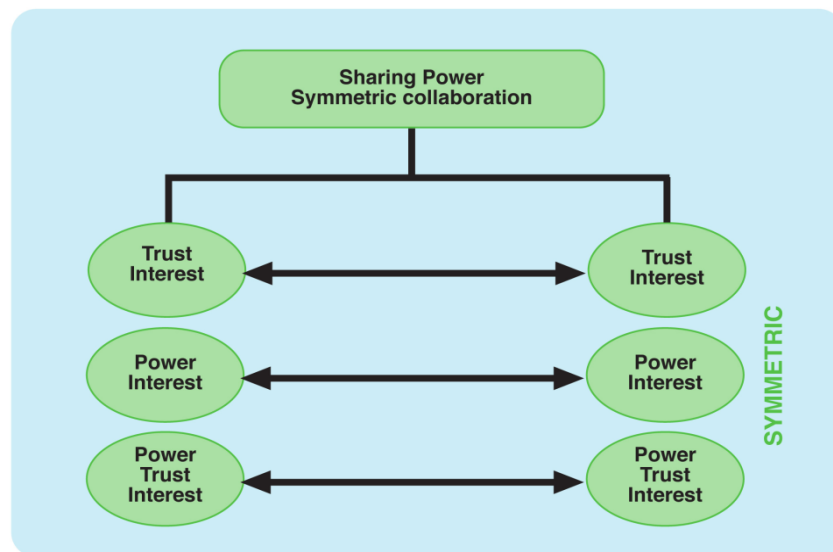 Sharing Power
Symmetric collaboration
Trust
Interest
Trust
Interest
Power
Interest
Power
Interest
SYMMETRIC
Power
Trust
Interest
Power
Trust
Interest